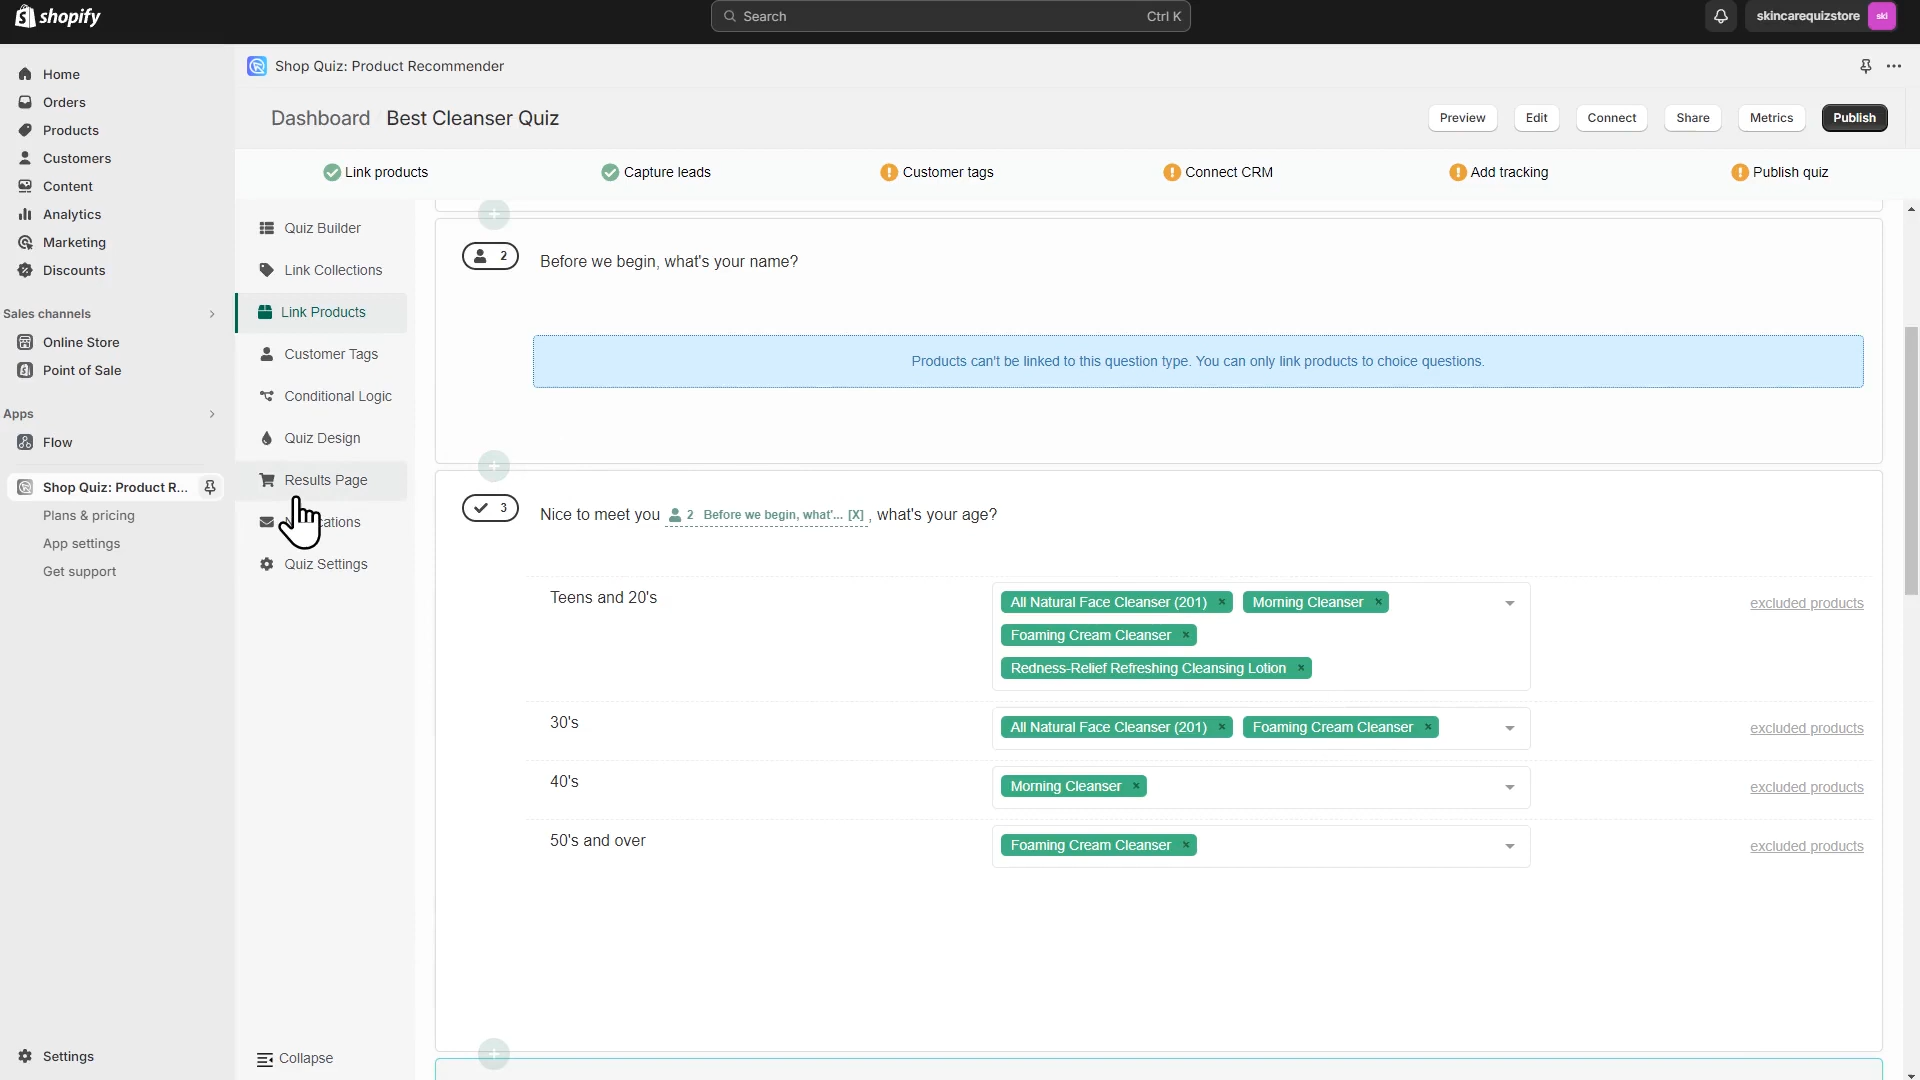 shopify
Search
Ctrl K
skincarequizstore
ski
Home
Orders
Products
Customers
Content
Analytics
Marketing
Discounts
Sales channels
Online Store
Point of Sale
Apps
Flow
Shop Quiz: Product R...
Plans & pricing
App settings
Get support
Settings
Shop Quiz: Product Recommender
Dashboard Best Cleanser Quiz
Preview
Edit
Connect
Share
Metrics
Publish
Link products
Capture leads
Customer tags
Connect CRM
Add tracking
Publish quiz
Quiz Builder
Link Collections
Link Products
Customer Tags
Conditional Logic
Quiz Design
Results Page
Quiz Settings
Collapse
2 Before we begin, what's your name?
Products can't be linked to this question type. You can only link products to choice questions.
3 Nice to meet you 2 Before we begin, what'... [X] , what's your age?
Teens and 20's
All Natural Face Cleanser (201) × Morning Cleanser ×
Foaming Cream Cleanser ×
Redness-Relief Refreshing Cleansing Lotion ×
excluded products
30's
All Natural Face Cleanser (201) × Foaming Cream Cleanser ×
excluded products
40's
Morning Cleanser ×
excluded products
50's and over
Foaming Cream Cleanser ×
excluded products